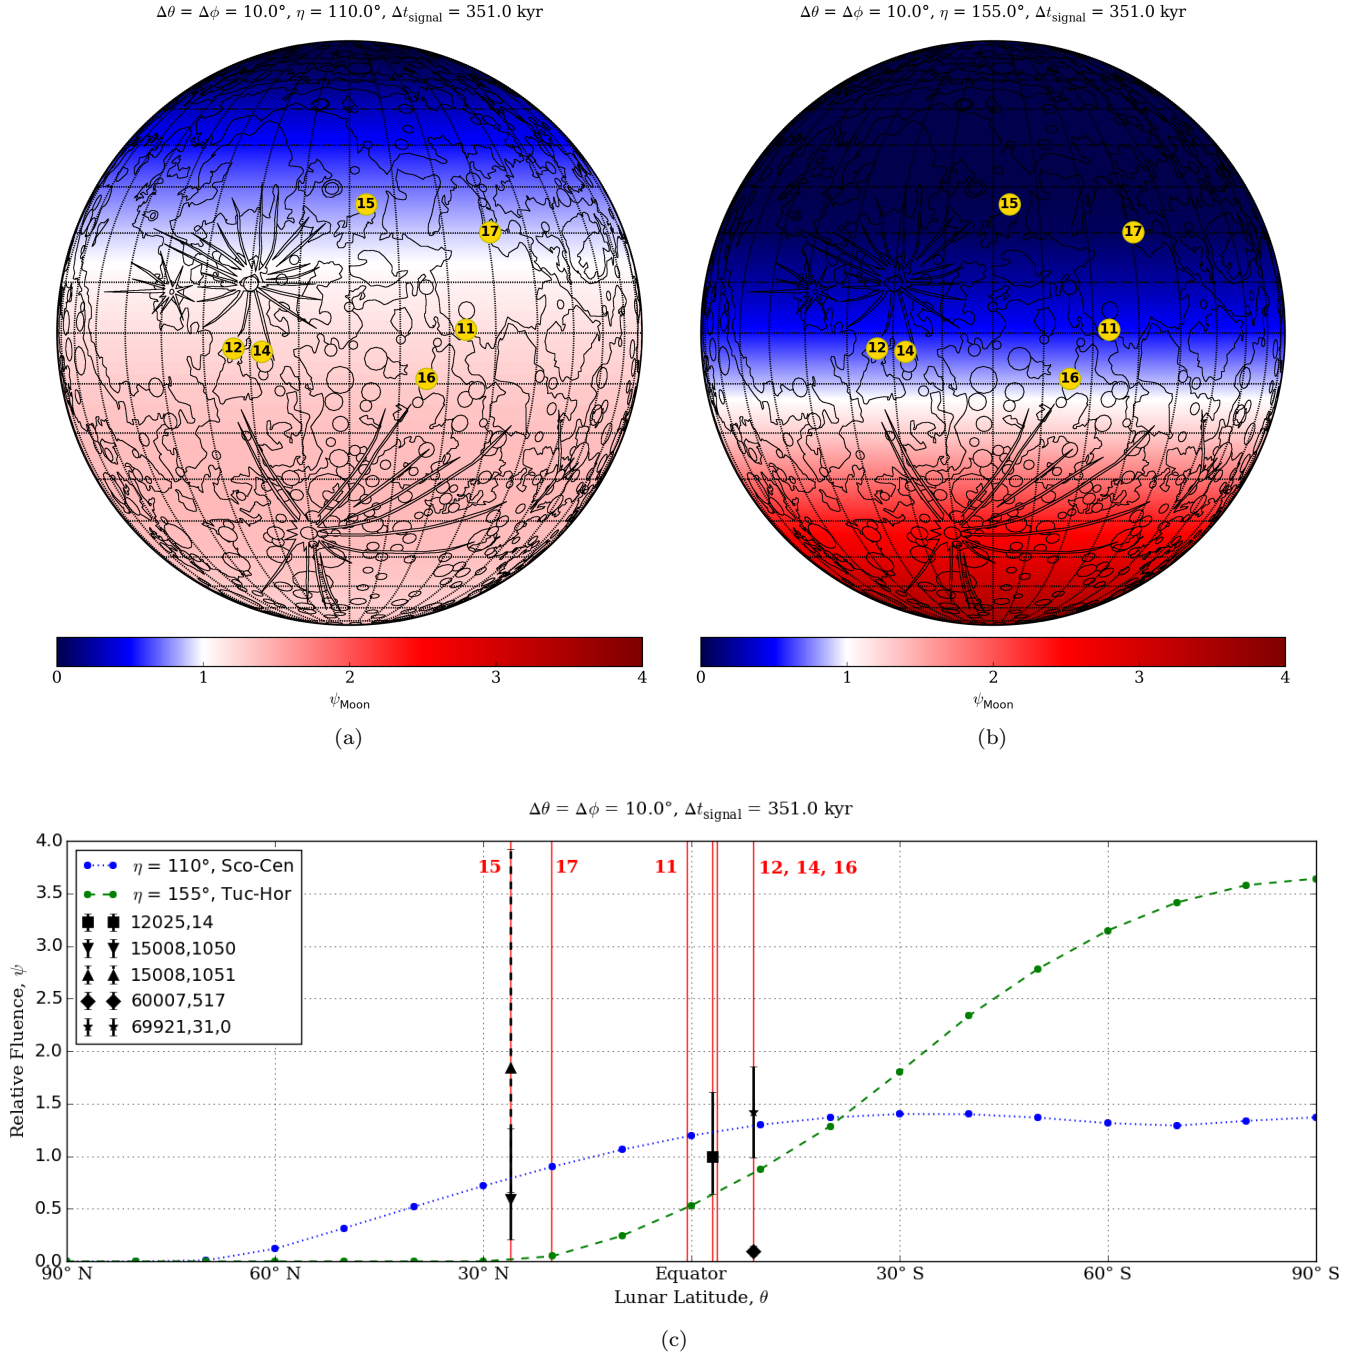 Δθ = Δϕ = 10.0°, η = 110.0°, Δt_signal = 351.0 kyr
15
17
11
12
14
16
0 1 2 3 4
ψ_Moon
(a)
Δθ = Δϕ = 10.0°, η = 155.0°, Δt_signal = 351.0 kyr
15
17
11
12
14
16
0 1 2 3 4
ψ_Moon
(b)
Δθ = Δϕ = 10.0°, Δt_signal = 351.0 kyr
Relative Fluence, ψ
4.0
3.5
3.0
2.5
2.0
1.5
1.0
0.5
0.0
η = 110°, Sco-Cen
η = 155°, Tuc-Hor
12025,14
15008,1050
15008,1051
60007,517
69921,31,0
15 17 11 12, 14, 16
90° N 60° N 30° N Equator 30° S 60° S 90° S
Lunar Latitude, θ
(c)